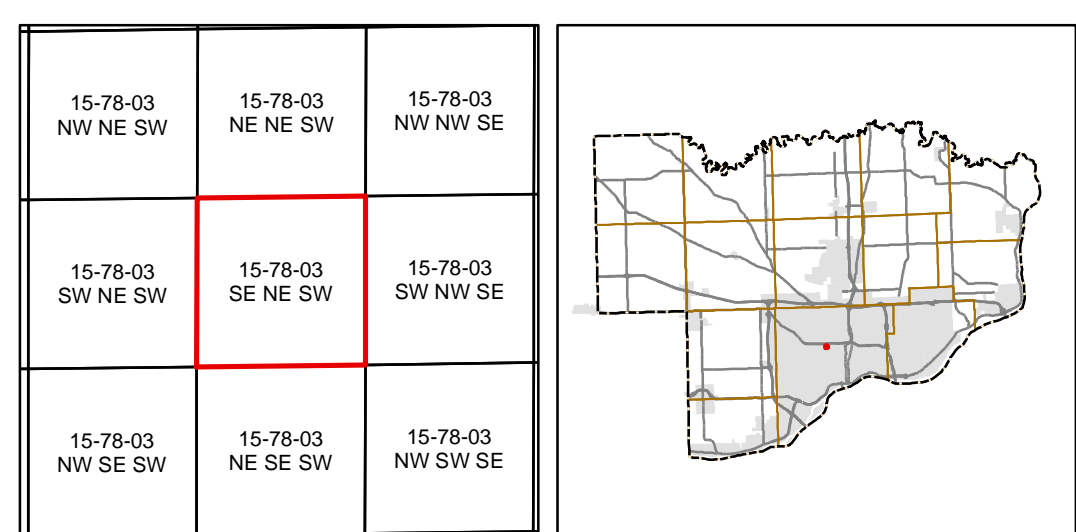 15-78-03
NW NE SW
15-78-03
NE NE SW
15-78-03
NW NW SE
15-78-03
SW NE SW
15-78-03
SE NE SW
15-78-03
SW NW SE
15-78-03
NW SE SW
15-78-03
NE SE SW
15-78-03
NW SW SE